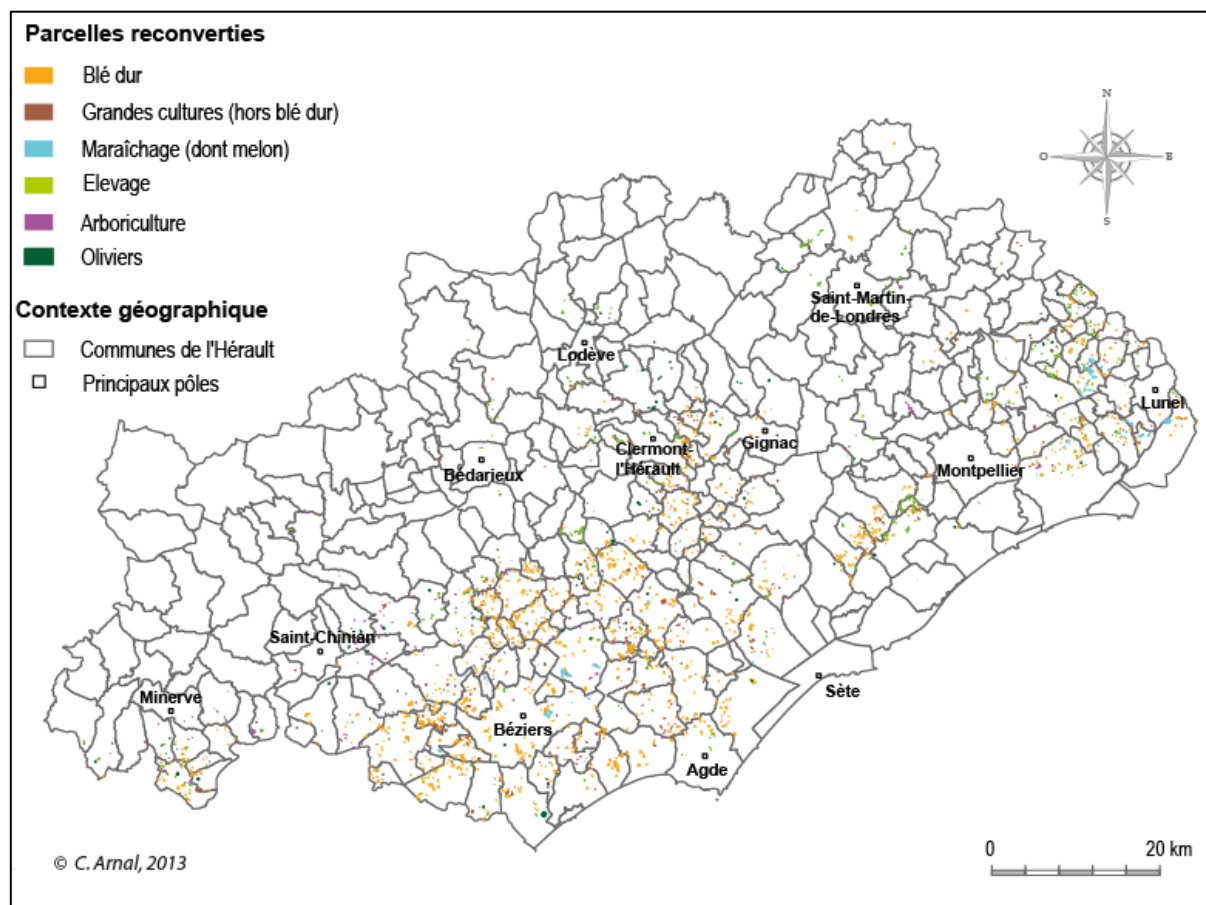 Parcelles reconverties
Blé dur
Grandes cultures (hors blé dur)
Maraîchage (dont melon)
Elevage
Arboriculture
Oliviers
Contexte géographique
Communes de l'Hérault
Principaux pôles
N
O
E
S
Saint-Martin-
de-Londres
Lodève
Lunel
Clermont-
l'Hérault
Gignac
Bédarieux
Montpellier
Saint-Chinian
Minerve
Sète
Béziers
Agde
0 20 km
© C. Arnal, 2013